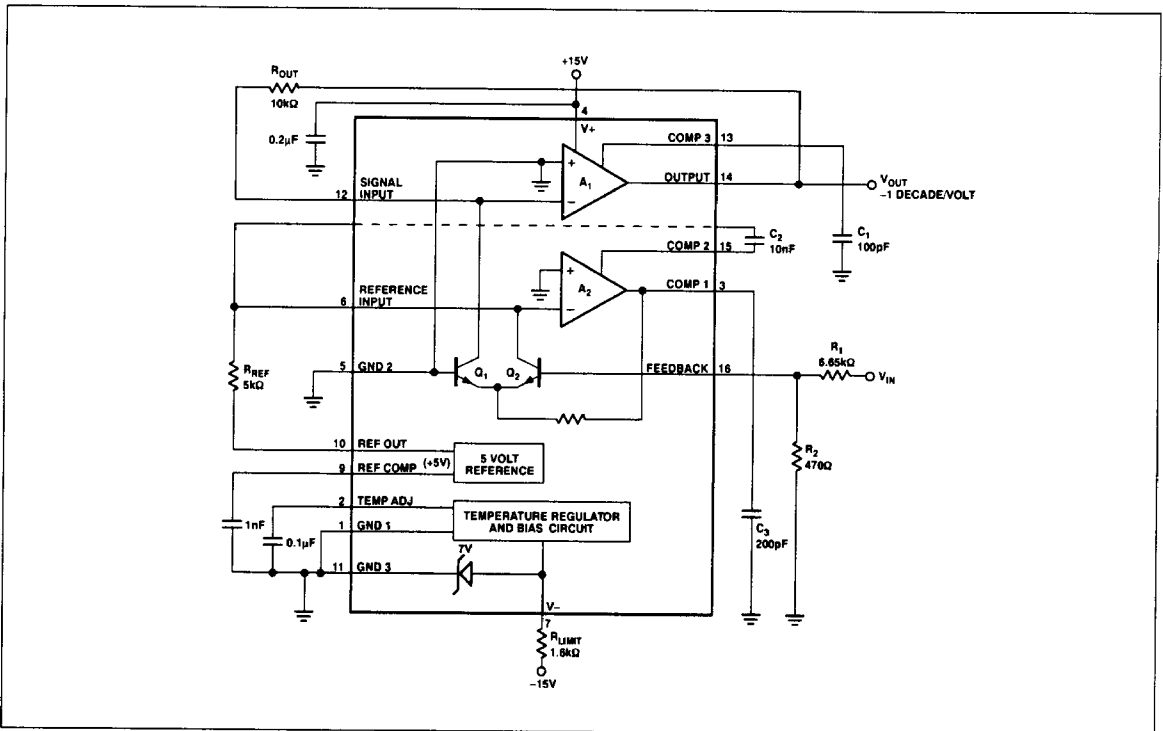 +15V
R_OUT
10kΩ
4
V+
0.2μF
COMP 3 13
SIGNAL
12 INPUT
+
A1
−
OUTPUT 14
V_OUT
−1 DECADE/VOLT
C2
10nF
COMP 2 15
C1
100pF
REFERENCE
6 INPUT
+
A2
−
COMP 1 3
R_REF
5kΩ
5 GND 2
Q1 Q2
FEEDBACK 16
R1
6.65kΩ
V_IN
R2
470Ω
10 REF OUT
9 REF COMP (+5V)
5 VOLT
REFERENCE
2 TEMP ADJ
1 GND 1
TEMPERATURE REGULATOR
AND BIAS CIRCUIT
1nF
0.1μF
C3
200pF
11 GND 3
7V
V−
7
R_LIMIT
1.6kΩ
−15V